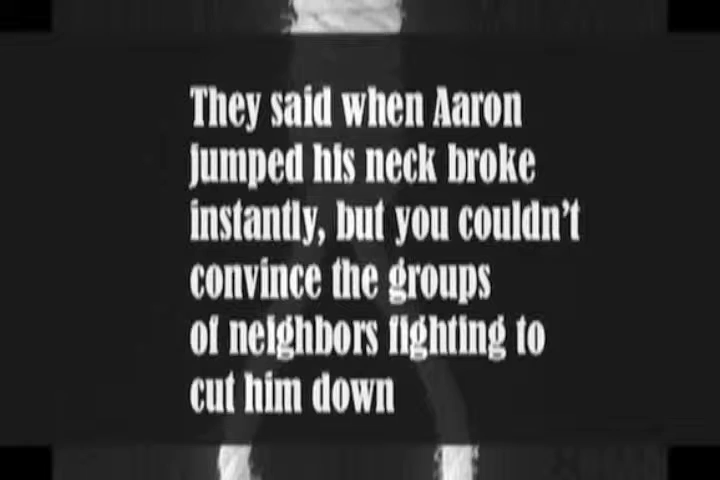 They said when Aaron
jumped his neck broke
instantly, but you couldn't
convince the groups
of neighbors fighting to
cut him down